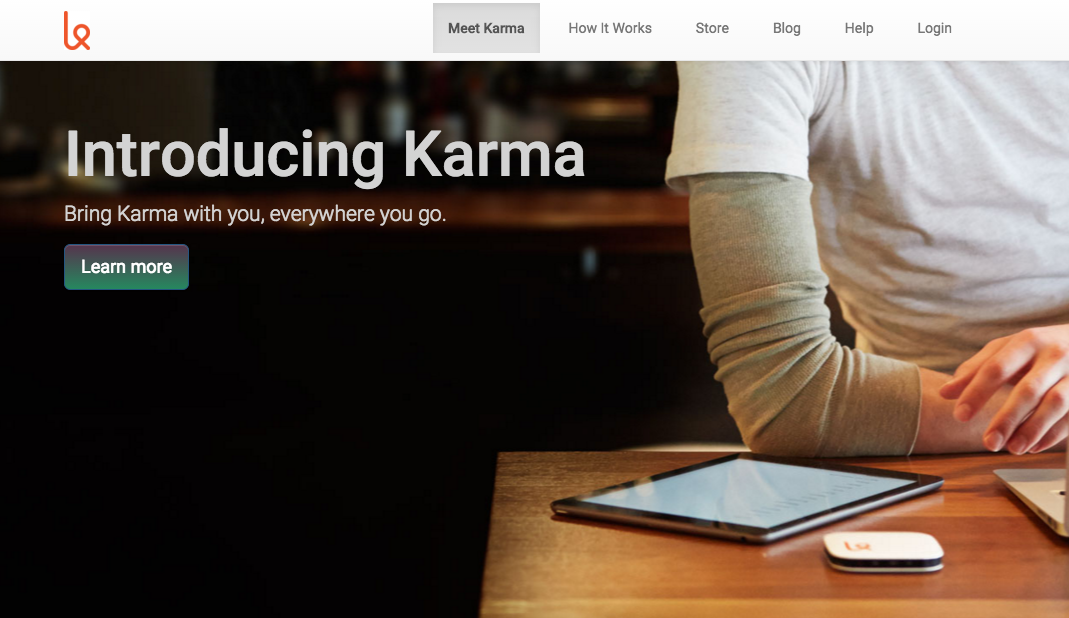 Meet Karma How It Works Store Blog Help Login
Introducing Karma
Bring Karma with you, everywhere you go.
Learn more